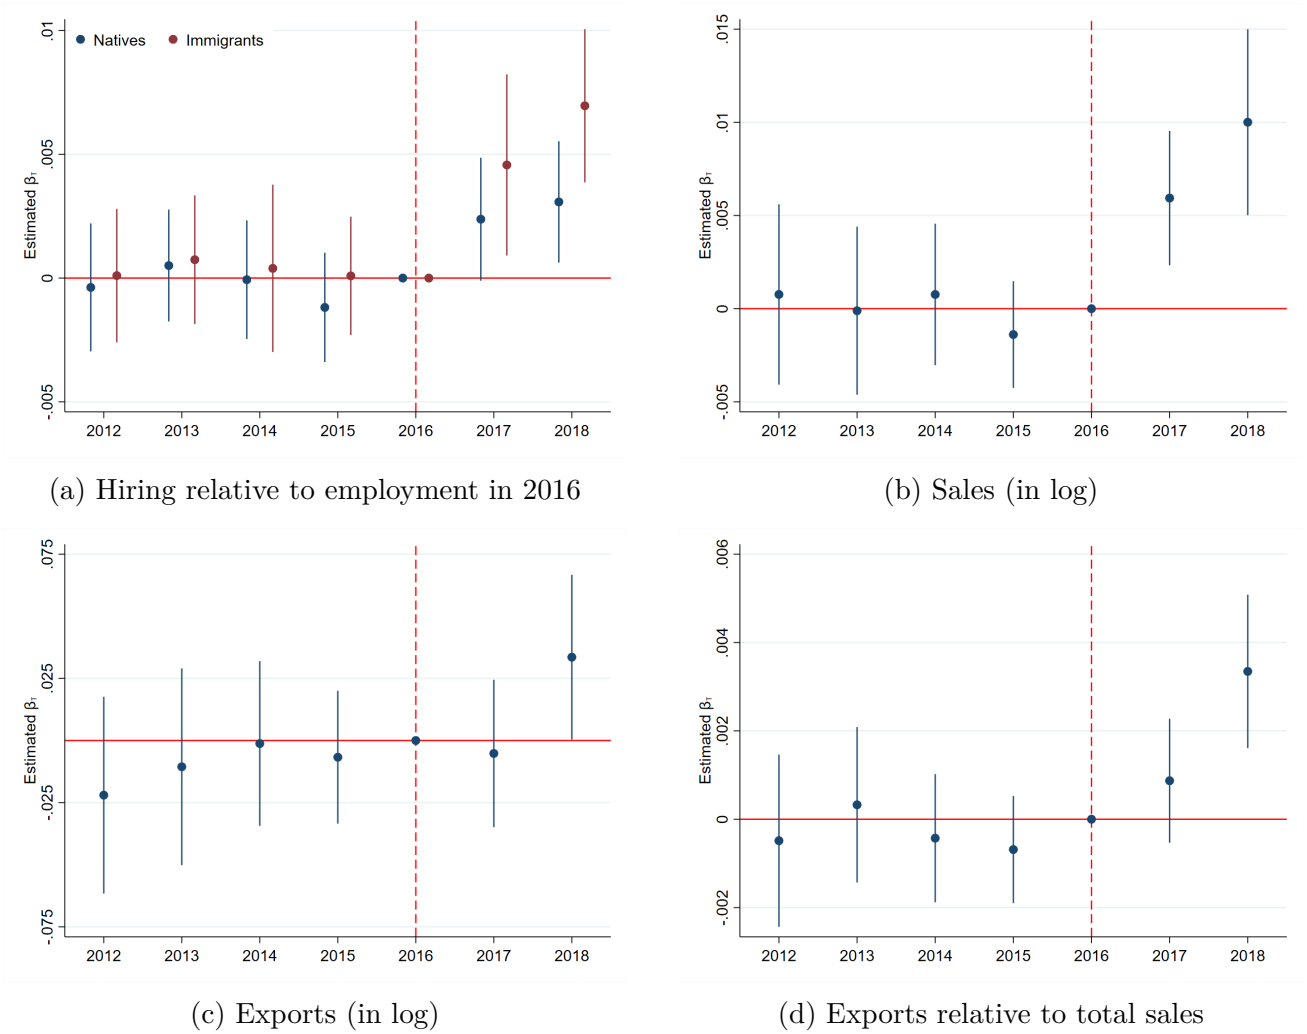 Natives Immigrants
Estimated βτ
.01
.005
0
-.005
2012 2013 2014 2015 2016 2017 2018
(a) Hiring relative to employment in 2016
Estimated βτ
.015
.01
.005
0
-.005
2012 2013 2014 2015 2016 2017 2018
(b) Sales (in log)
Estimated βτ
.075
.025
-.025
-.075
2012 2013 2014 2015 2016 2017 2018
(c) Exports (in log)
Estimated βτ
.006
.004
.002
0
-.002
2012 2013 2014 2015 2016 2017 2018
(d) Exports relative to total sales